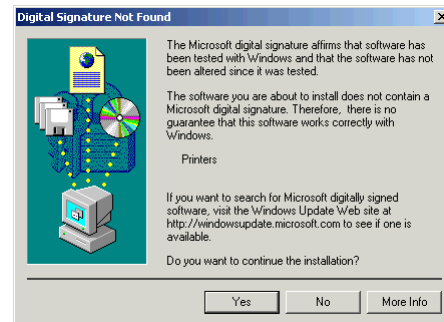 Digital Signature Not Found
The Microsoft digital signature affirms that software has
been tested with Windows and that the software has not
been altered since it was tested.
The software you are about to install does not contain a
Microsoft digital signature. Therefore, there is no
guarantee that this software works correctly with
Windows.
Printers
If you want to search for Microsoft digitally signed
software, visit the Windows Update Web site at
http://windowsupdate.microsoft.com to see if one is
available.
Do you want to continue the installation?
Yes No More Info